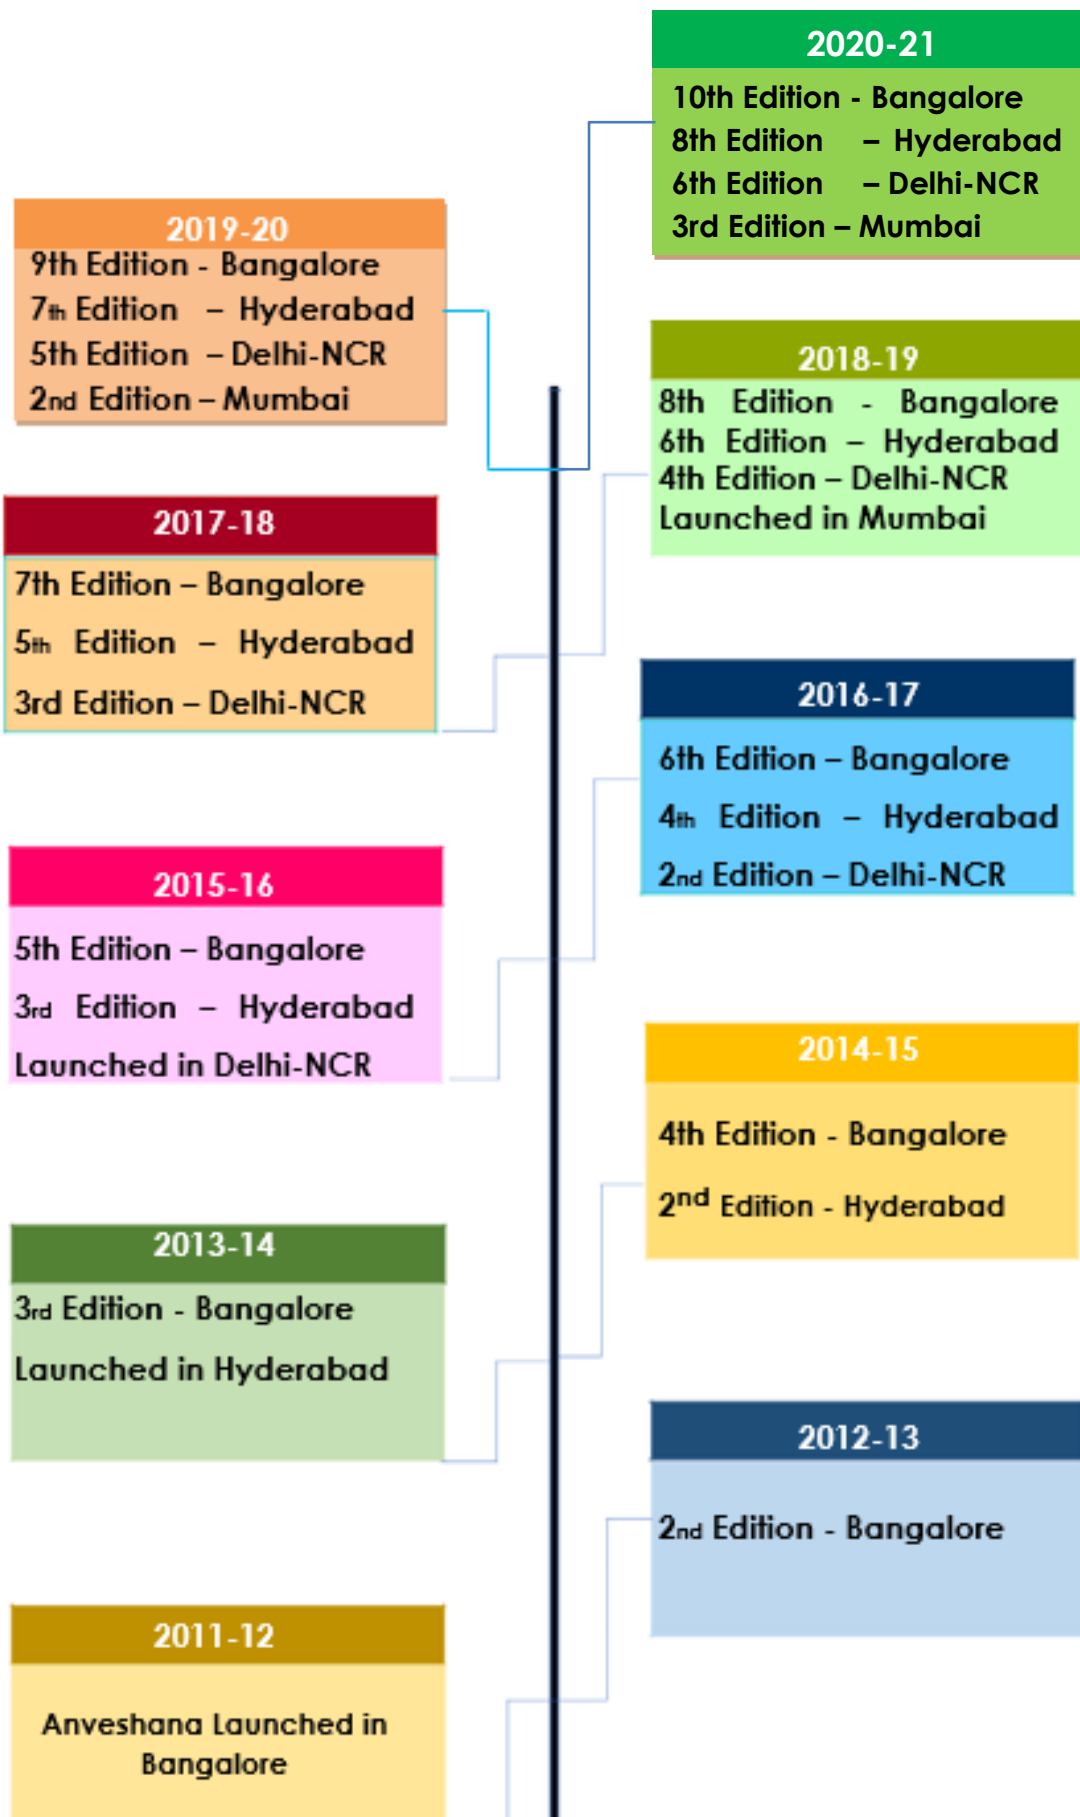 2020-21
10th Edition - Bangalore
8th Edition – Hyderabad
6th Edition – Delhi-NCR
3rd Edition – Mumbai
2019-20
9th Edition - Bangalore
7th Edition – Hyderabad
5th Edition – Delhi-NCR
2nd Edition – Mumbai
2018-19
8th Edition - Bangalore
6th Edition – Hyderabad
4th Edition – Delhi-NCR
Launched in Mumbai
2017-18
7th Edition – Bangalore
5th Edition – Hyderabad
3rd Edition – Delhi-NCR
2016-17
6th Edition – Bangalore
4th Edition – Hyderabad
2nd Edition – Delhi-NCR
2015-16
5th Edition – Bangalore
3rd Edition – Hyderabad
Launched in Delhi-NCR
2014-15
4th Edition - Bangalore
2nd Edition - Hyderabad
2013-14
3rd Edition - Bangalore
Launched in Hyderabad
2012-13
2nd Edition - Bangalore
2011-12
Anveshana Launched in
Bangalore